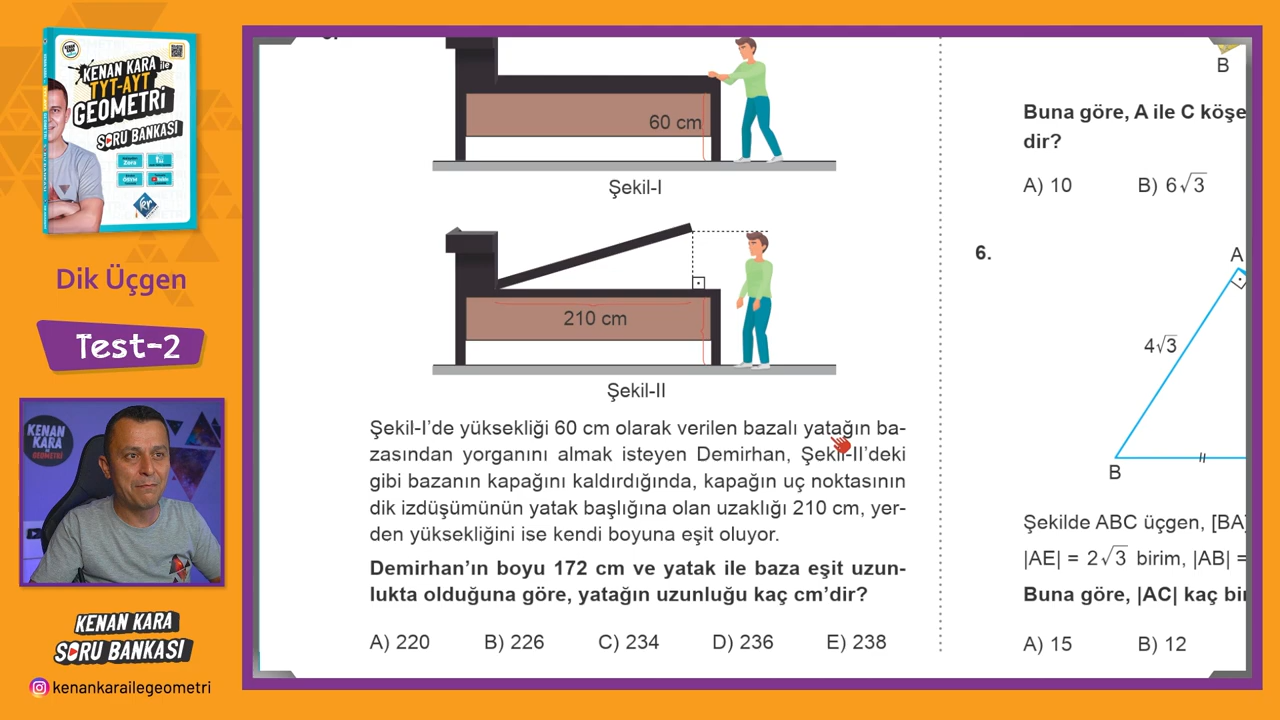 KENAN KARA ile
TYT-AYT
GEOMETRİ
SORU BANKASI
Dik Üçgen
Test-2
KENAN
KARA
GEOMETRİ
KENAN KARA
SORU BANKASI
kenankarailegeometri
60 cm
Şekil-I
210 cm
Şekil-II
Şekil-I’de yüksekliği 60 cm olarak verilen bazalı yatağın ba-
zasından yorganını almak isteyen Demirhan, Şekil-II’deki
gibi bazanın kapağını kaldırdığında, kapağın uç noktasının
dik izdüşümünün yatak başlığına olan uzaklığı 210 cm, yer-
den yüksekliğini ise kendi boyuna eşit oluyor.
Demirhan’ın boyu 172 cm ve yatak ile baza eşit uzun-
lukta olduğuna göre, yatağın uzunluğu kaç cm’dir?
A) 220 B) 226 C) 234 D) 236 E) 238
B
Buna göre, A ile C köşe
dir?
A) 10 B) 6√3
6.
A
4√3
B
Şekilde ABC üçgen, [BA]
|AE| = 2√3 birim, |AB| =
Buna göre, |AC| kaç bir
A) 15 B) 12